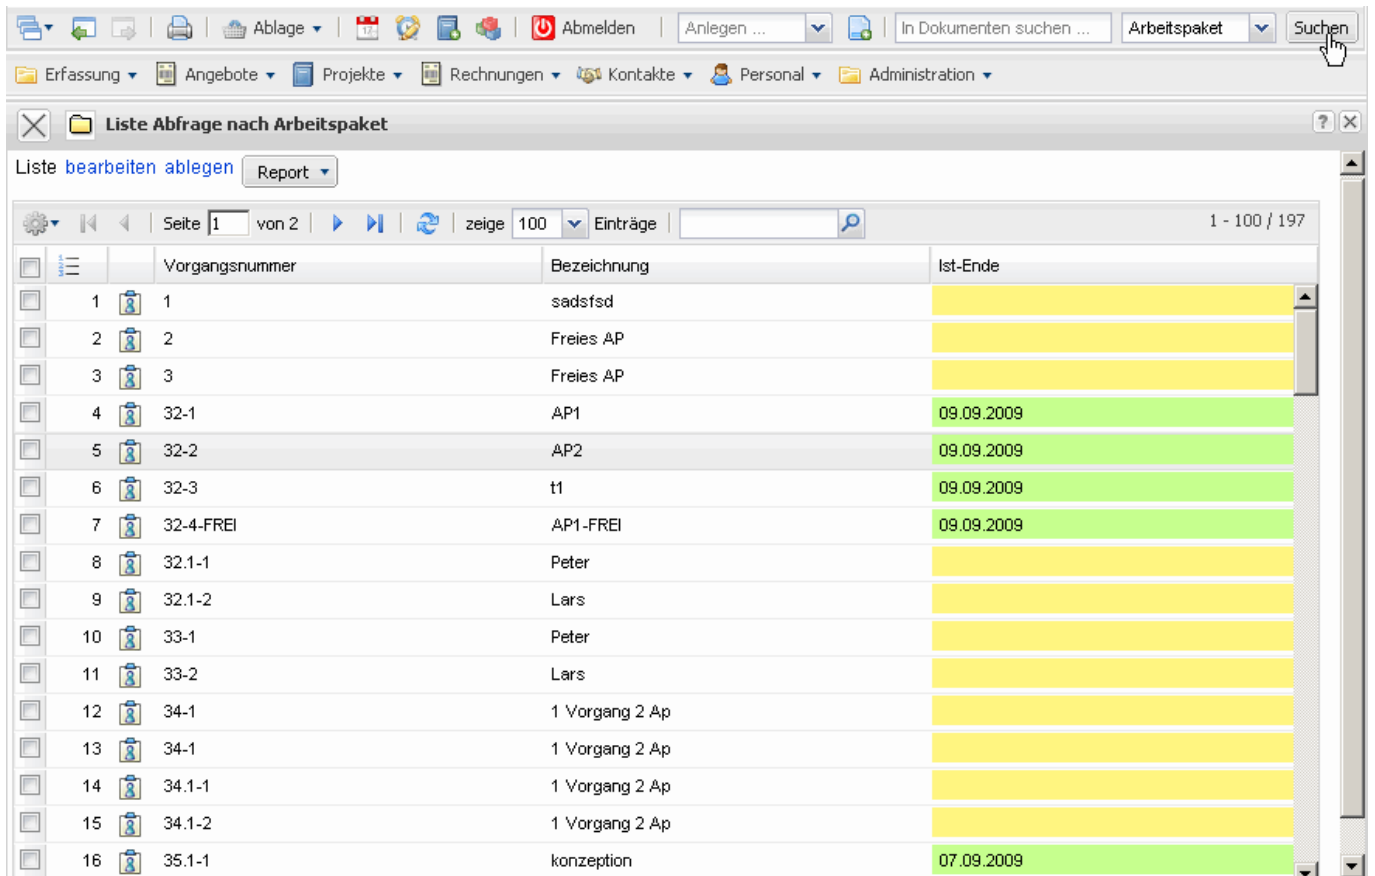 Ablage Abmelden Anlegen ... In Dokumenten suchen ... Arbeitspaket Suchen
Erfassung Angebote Projekte Rechnungen Kontakte Personal Administration
Liste Abfrage nach Arbeitspaket ?
Liste bearbeiten ablegen Report
Seite 1 von 2 zeige 100 Einträge 1 - 100 / 197
Vorgangsnummer Bezeichnung Ist-Ende
1 1 sadsfsd
2 2 Freies AP
3 3 Freies AP
4 32-1 AP1 09.09.2009
5 32-2 AP2 09.09.2009
6 32-3 t1 09.09.2009
7 32-4-FREI AP1-FREI 09.09.2009
8 32.1-1 Peter
9 32.1-2 Lars
10 33-1 Peter
11 33-2 Lars
12 34-1 1 Vorgang 2 Ap
13 34-1 1 Vorgang 2 Ap
14 34.1-1 1 Vorgang 2 Ap
15 34.1-2 1 Vorgang 2 Ap
16 35.1-1 konzeption 07.09.2009